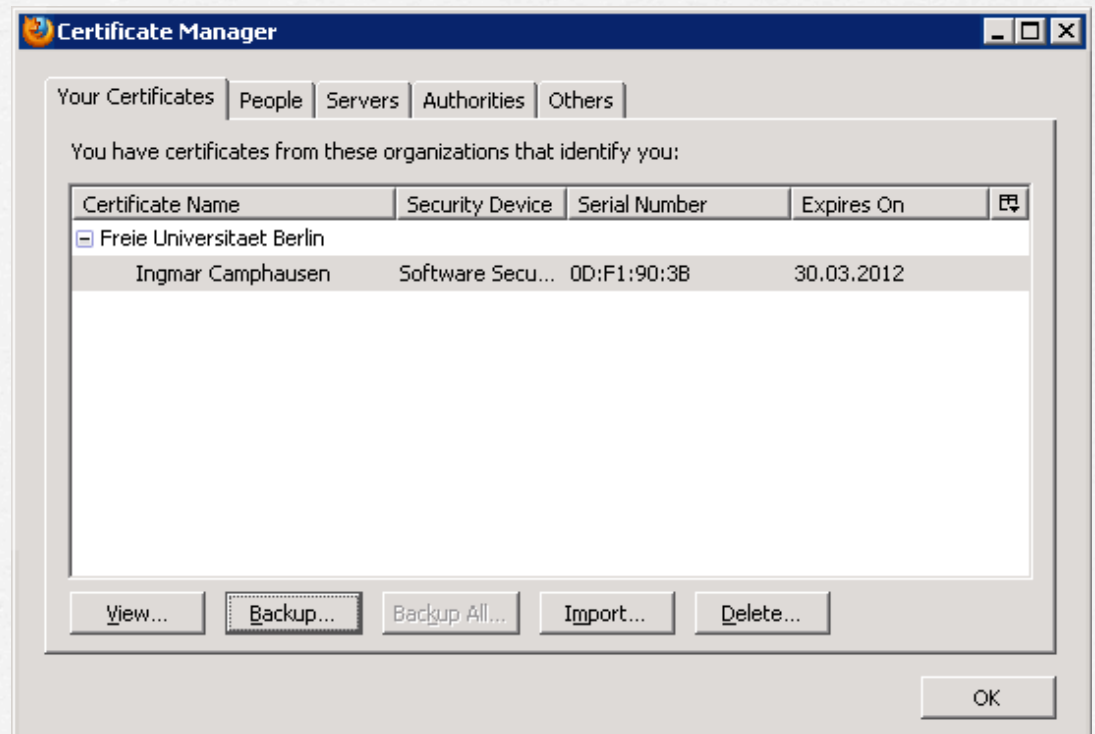 Certificate Manager
Your Certificates People Servers Authorities Others
You have certificates from these organizations that identify you:
Certificate Name Security Device Serial Number Expires On
Freie Universitaet Berlin
Ingmar Camphausen Software Secu... 0D:F1:90:3B 30.03.2012
View... Backup... Backup All... Import... Delete...
OK